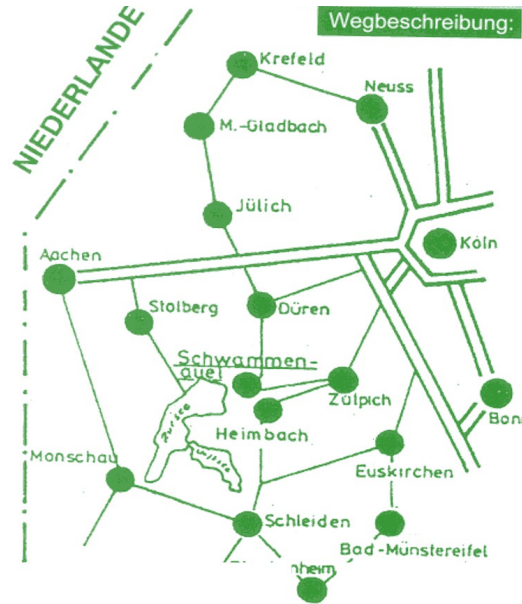 Wegbeschreibung:
NIEDERLANDE
Krefeld
Neuss
M.-Gladbach
Jülich
Köln
Aachen
Stolberg
Düren
Schwammen-
auel
Zülpich
Heimbach
Bon
Monschau
Euskirchen
Schleiden
Bad-Münstereifel
nheim